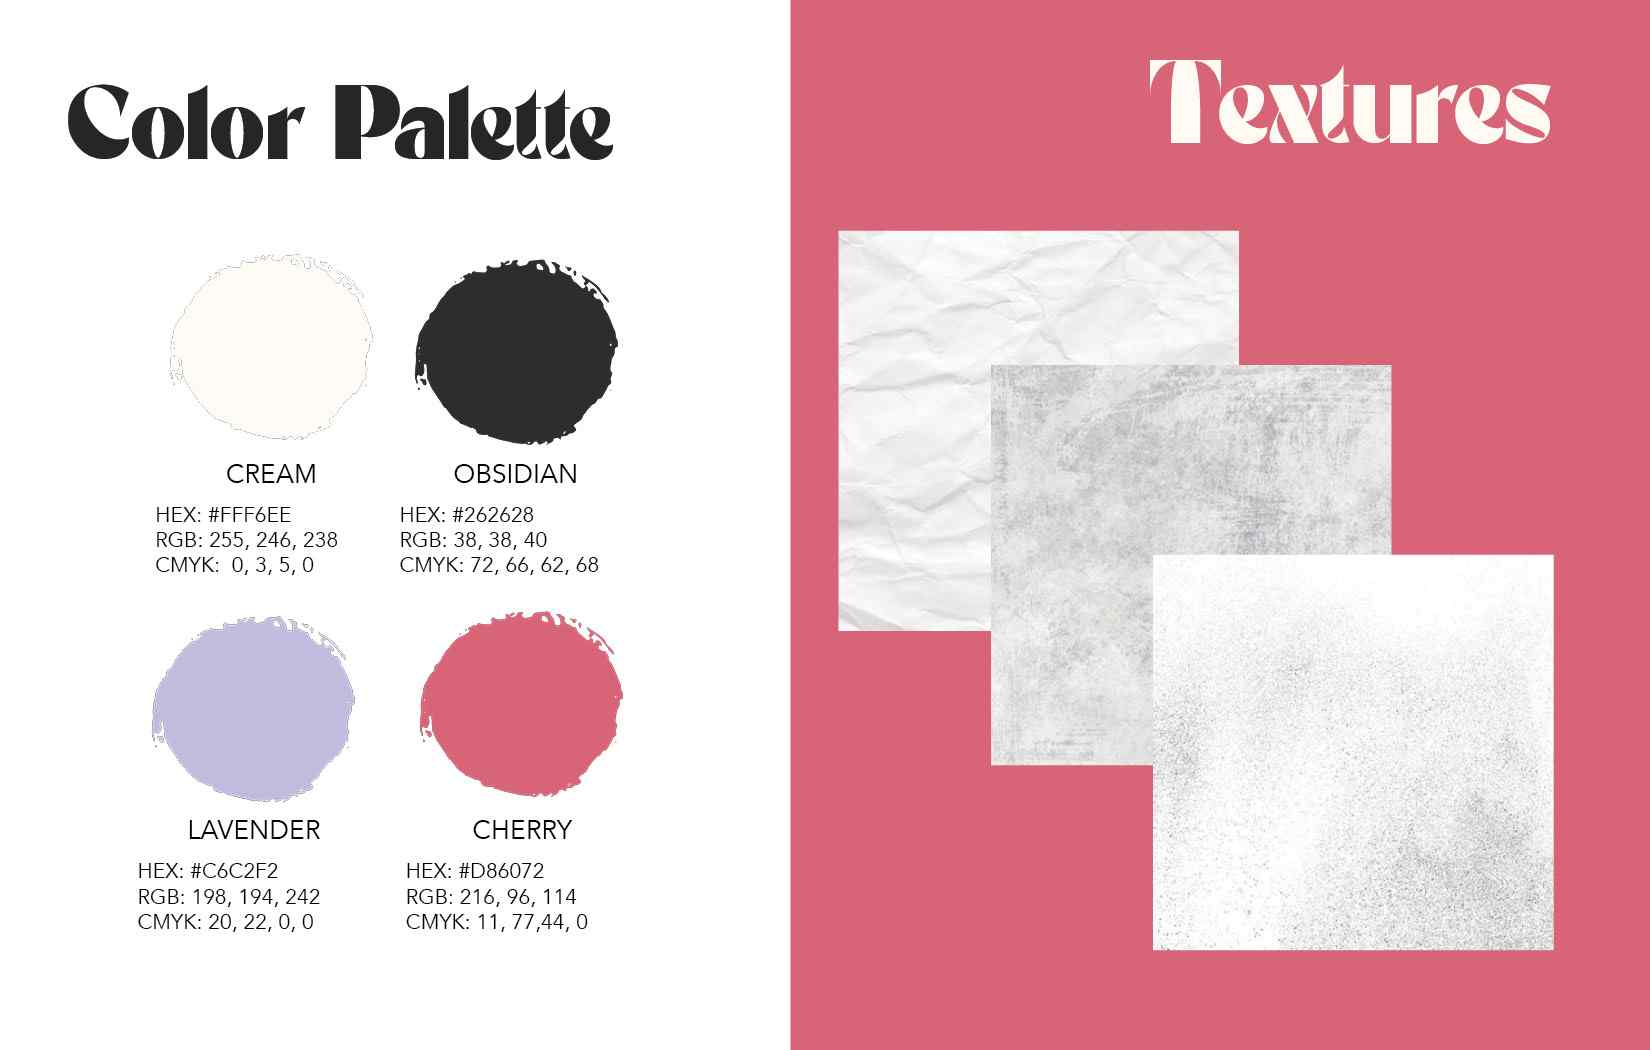 Color Palette
CREAM
HEX: #FFF6EE
RGB: 255, 246, 238
CMYK:  0, 3, 5, 0
OBSIDIAN
HEX: #262628
RGB: 38, 38, 40
CMYK: 72, 66, 62, 68
LAVENDER
HEX: #C6C2F2
RGB: 198, 194, 242
CMYK: 20, 22, 0, 0
CHERRY
HEX: #D86072
RGB: 216, 96, 114
CMYK: 11, 77,44, 0
Textures